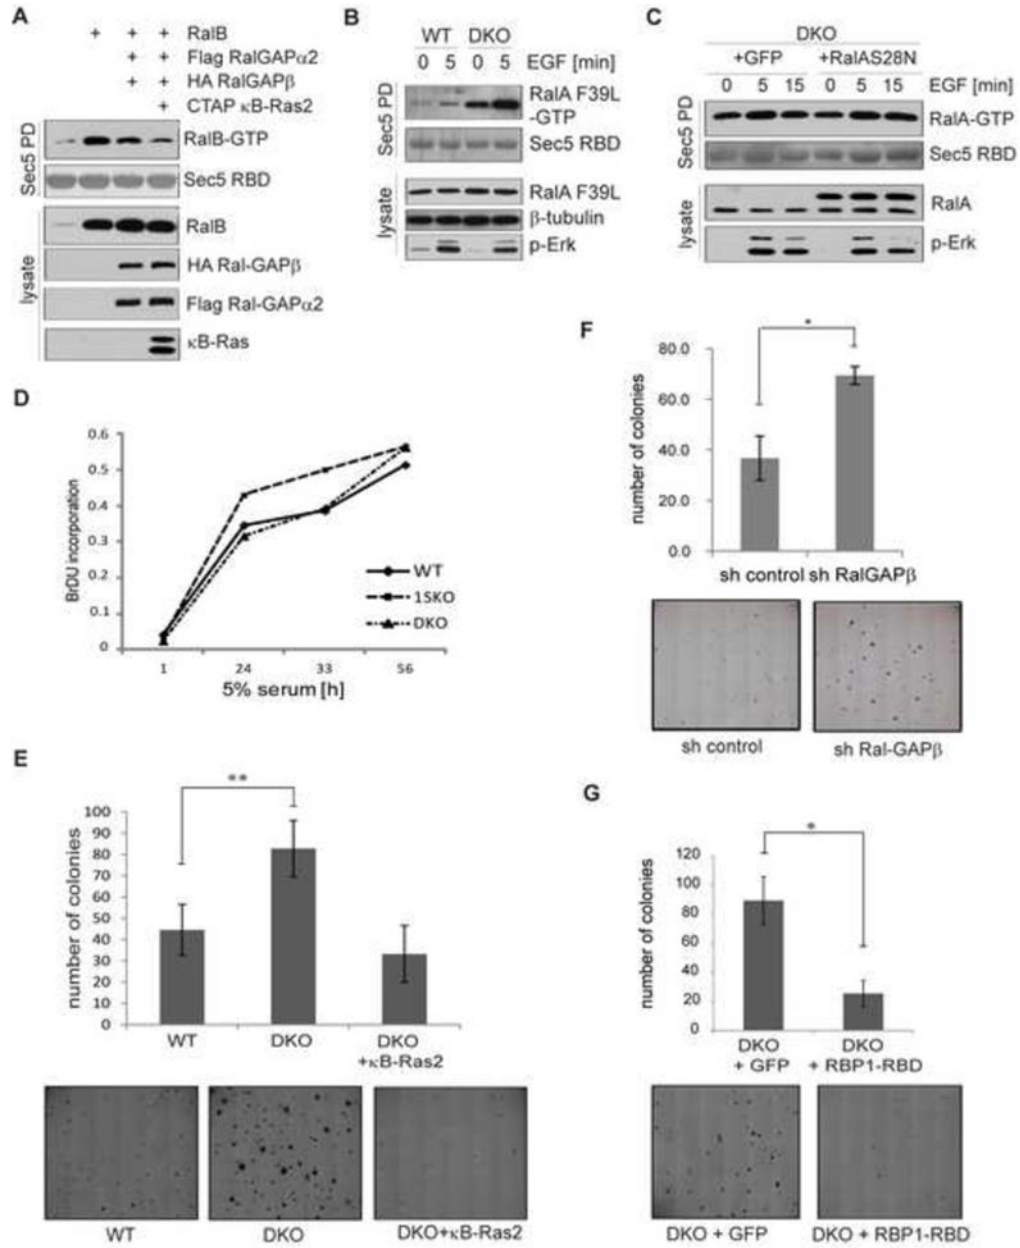 A
+ + + RalB
+ + Flag RalGAPα2
+ + HA RalGAPβ
+ CTAP κB-Ras2
Sec5 PD
RalB-GTP
Sec5 RBD
lysate
RalB
HA Ral-GAPβ
Flag Ral-GAPα2
κB-Ras
B
WT DKO
0 5 0 5 EGF [min]
Sec5 PD
RalA F39L
-GTP
Sec5 RBD
lysate
RalA F39L
β-tubulin
p-Erk
C
DKO
+GFP +RalAS28N
0 5 15 0 5 15 EGF [min]
Sec5 PD
RalA-GTP
Sec5 RBD
lysate
RalA
p-Erk
D
BrDU incorporation
0.6
0.5
0.4
0.3
0.2
0.1
0
WT
1SKO
DKO
1 24 33 56
5% serum [h]
E
**
number of colonies
100
90
80
70
60
50
40
30
20
10
0
WT DKO DKO
+κB-Ras2
WT DKO DKO+κB-Ras2
F
*
number of colonies
80.0
60.0
40.0
20.0
0.0
sh control sh RalGAPβ
sh control sh Ral-GAPβ
G
*
number of colonies
120
100
80
60
40
20
0
DKO DKO
+ GFP + RBP1-RBD
DKO + GFP DKO + RBP1-RBD